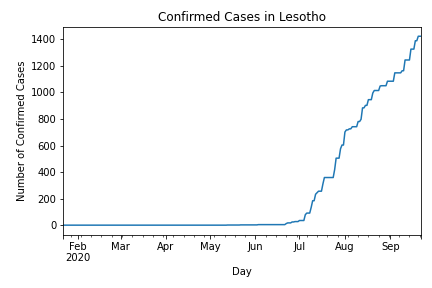 Confirmed Cases in Lesotho
Number of Confirmed Cases
1400
1200
1000
800
600
400
200
0
Feb Mar Apr May Jun Jul Aug Sep
2020
Day